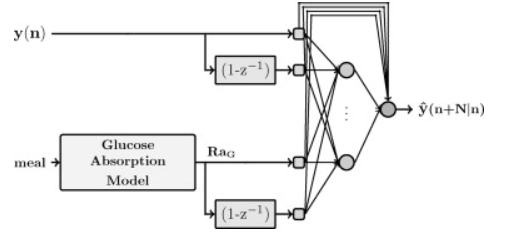 y(n)
(1-z⁻¹)
⋮
ŷ(n+N|n)
Glucose
Absorption
Model
meal
Ra_G
(1-z⁻¹)